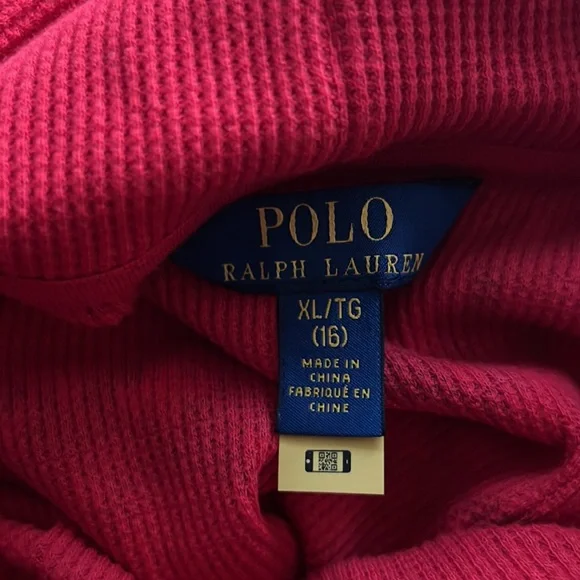 POLO
RALPH LAUREN
XL/TG
(16)
MADE IN
CHINA
FABRIQUÉ EN
CHINE